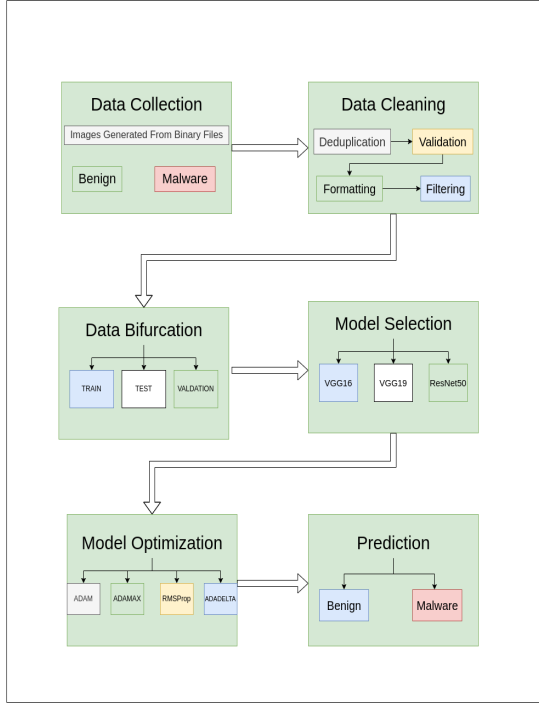 Data Collection
Images Generated From Binary Files
Benign
Malware
Data Cleaning
Deduplication
Validation
Formatting
Filtering
Data Bifurcation
TRAIN
TEST
VALDATION
Model Selection
VGG16
VGG19
ResNet50
Model Optimization
ADAM
ADAMAX
RMSProp
ADADELTA
Prediction
Benign
Malware